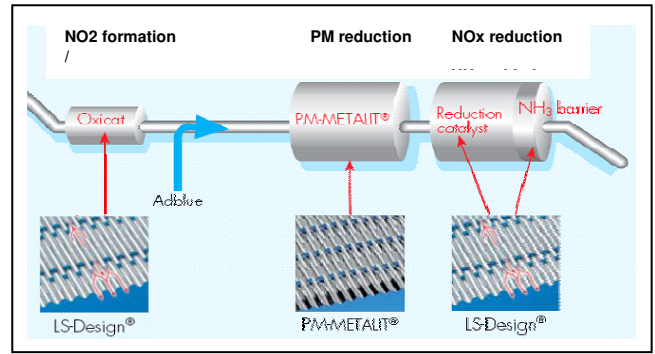 NO2 formation
/
PM reduction
NOx reduction
Oxicat
PM-METALIT®
Reduction
catalyst
NH₃ barrier
Adblue
LS-Design®
PM-METALIT®
LS-Design®